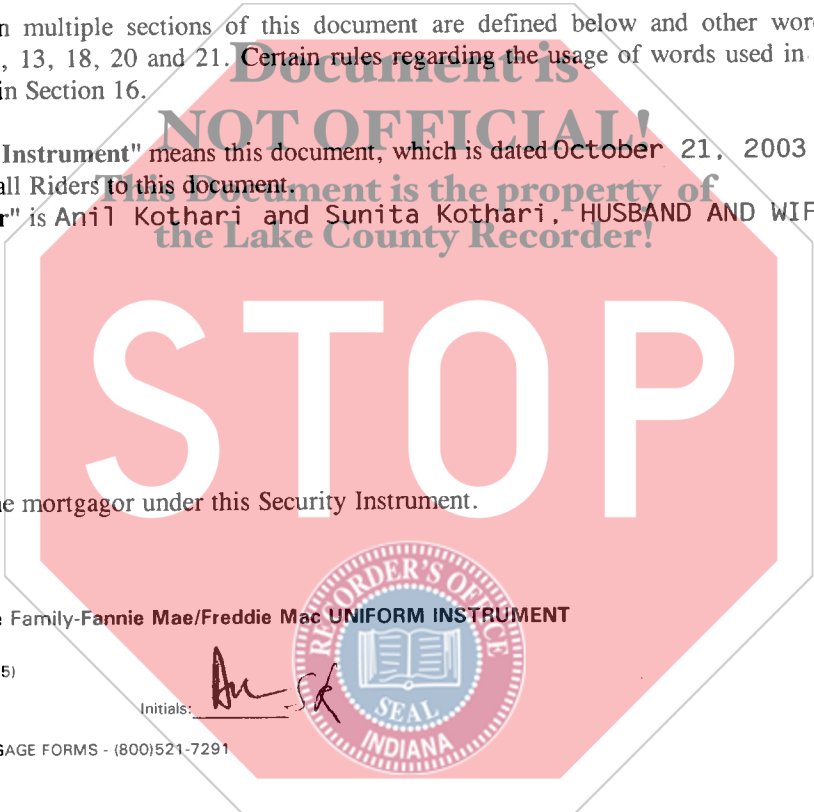 n multiple sections of this document are defined below and other wor
, 13, 18, 20 and 21. Certain rules regarding the usage of words used in
in Section 16.
Document is
NOT OFFICIAL!
Instrument" means this document, which is dated October 21, 2003
all Riders to this document.
This Document is the property of
r" is Anil Kothari and Sunita Kothari, HUSBAND AND WIF
the Lake County Recorder!
STOP
e mortgagor under this Security Instrument.
RECORDER'S OFFICE
e Family-Fannie Mae/Freddie Mac UNIFORM INSTRUMENT
5)
Initials: SK
SEAL
INDIANA
GAGE FORMS - (800)521-7291